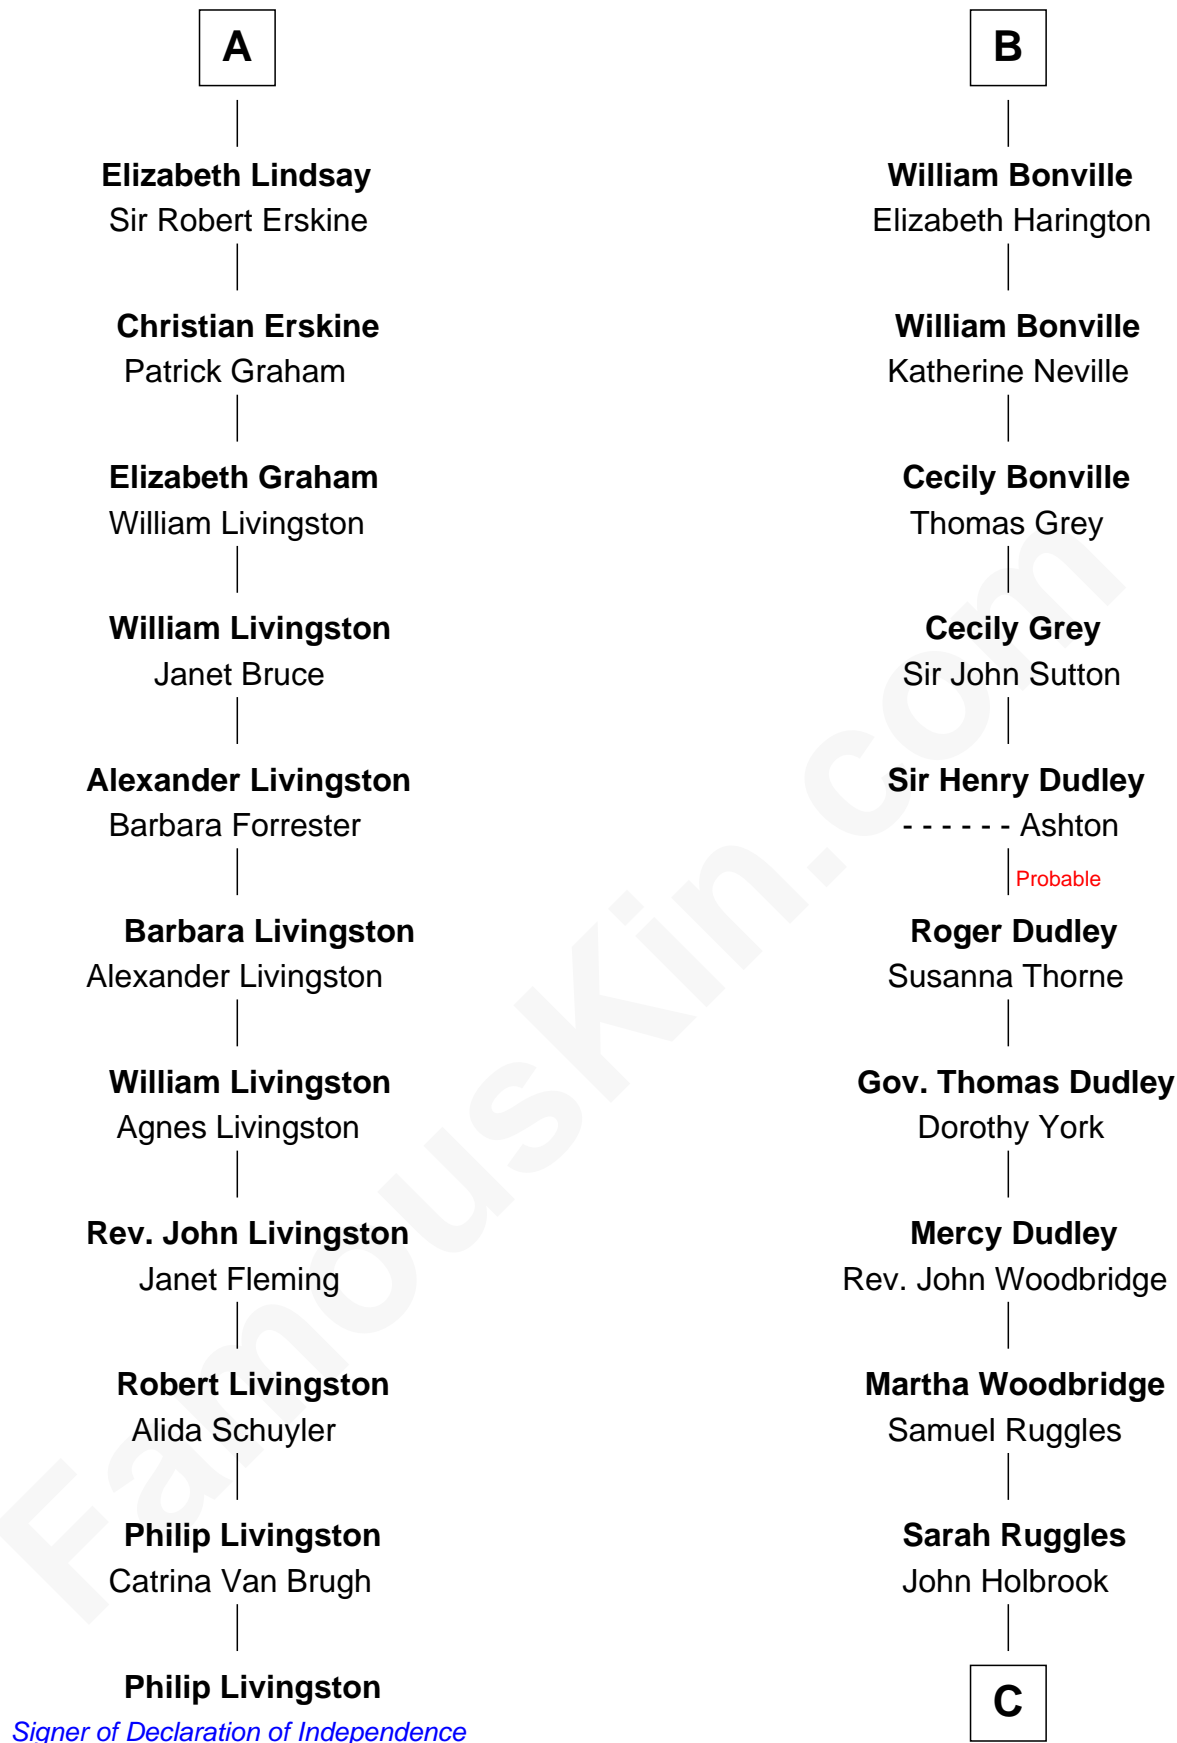 A
Elizabeth Lindsay
Sir Robert Erskine
Christian Erskine
Patrick Graham
Elizabeth Graham
William Livingston
William Livingston
Janet Bruce
Alexander Livingston
Barbara Forrester
Barbara Livingston
Alexander Livingston
William Livingston
Agnes Livingston
Rev. John Livingston
Janet Fleming
Robert Livingston
Alida Schuyler
Philip Livingston
Catrina Van Brugh
Philip Livingston
Signer of Declaration of Independence
B
William Bonville
Elizabeth Harington
William Bonville
Katherine Neville
Cecily Bonville
Thomas Grey
Cecily Grey
Sir John Sutton
Sir Henry Dudley
- - - - - - Ashton
Probable
Roger Dudley
Susanna Thorne
Gov. Thomas Dudley
Dorothy York
Mercy Dudley
Rev. John Woodbridge
Martha Woodbridge
Samuel Ruggles
Sarah Ruggles
John Holbrook
C
FamousKin.com